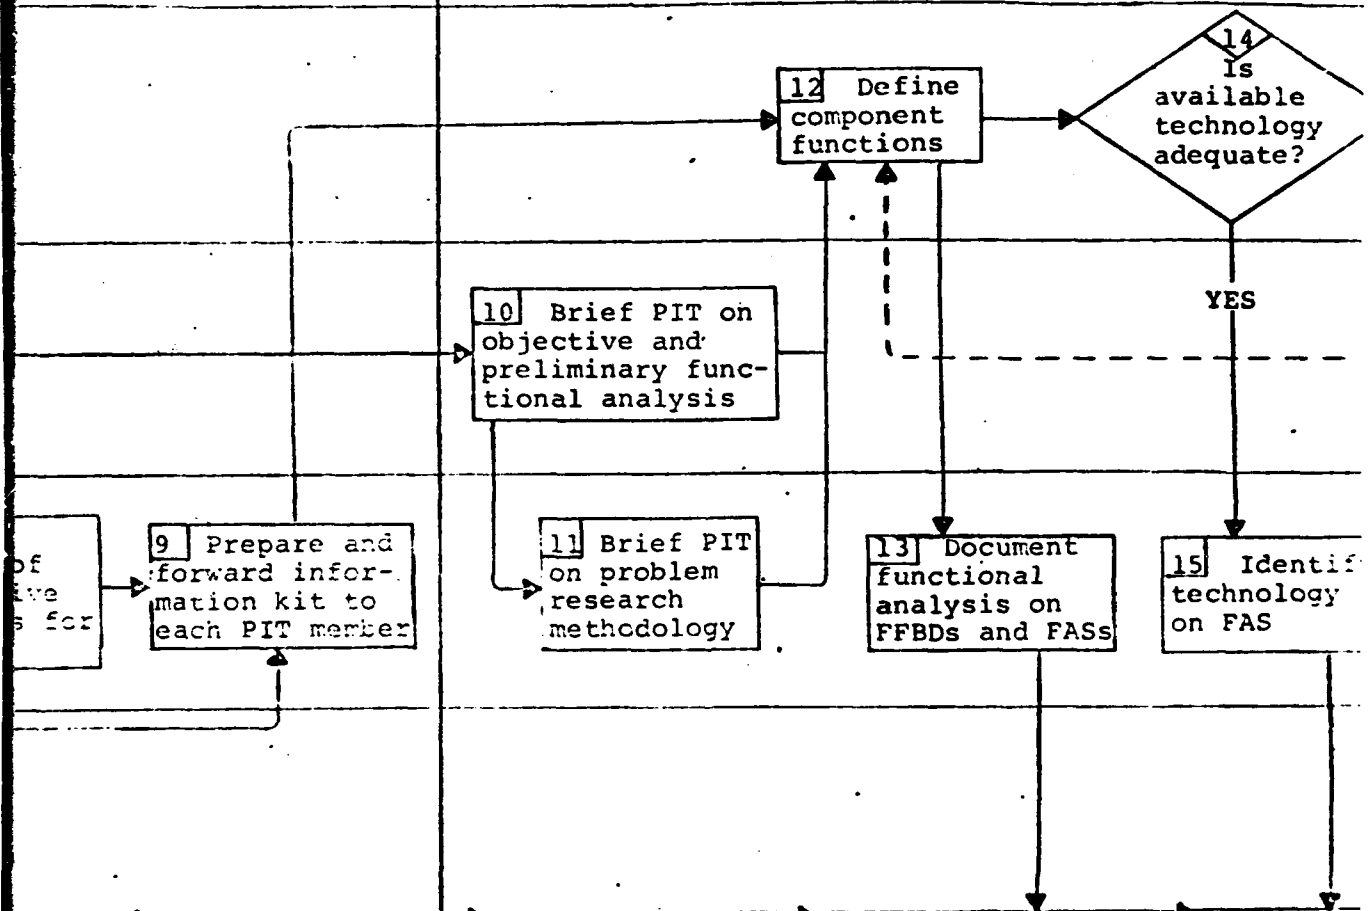 14
Is
available
technology
adequate?
12 Define
component
functions
YES
10 Brief PIT on
objective and
preliminary func-
tional analysis
of
s for
9 Prepare and
forward infor-
mation kit to
each PIT member
11 Brief PIT
on problem
research
methodology
13 Document
functional
analysis on
FFBDs and FASs
15 Identif
technology
on FAS